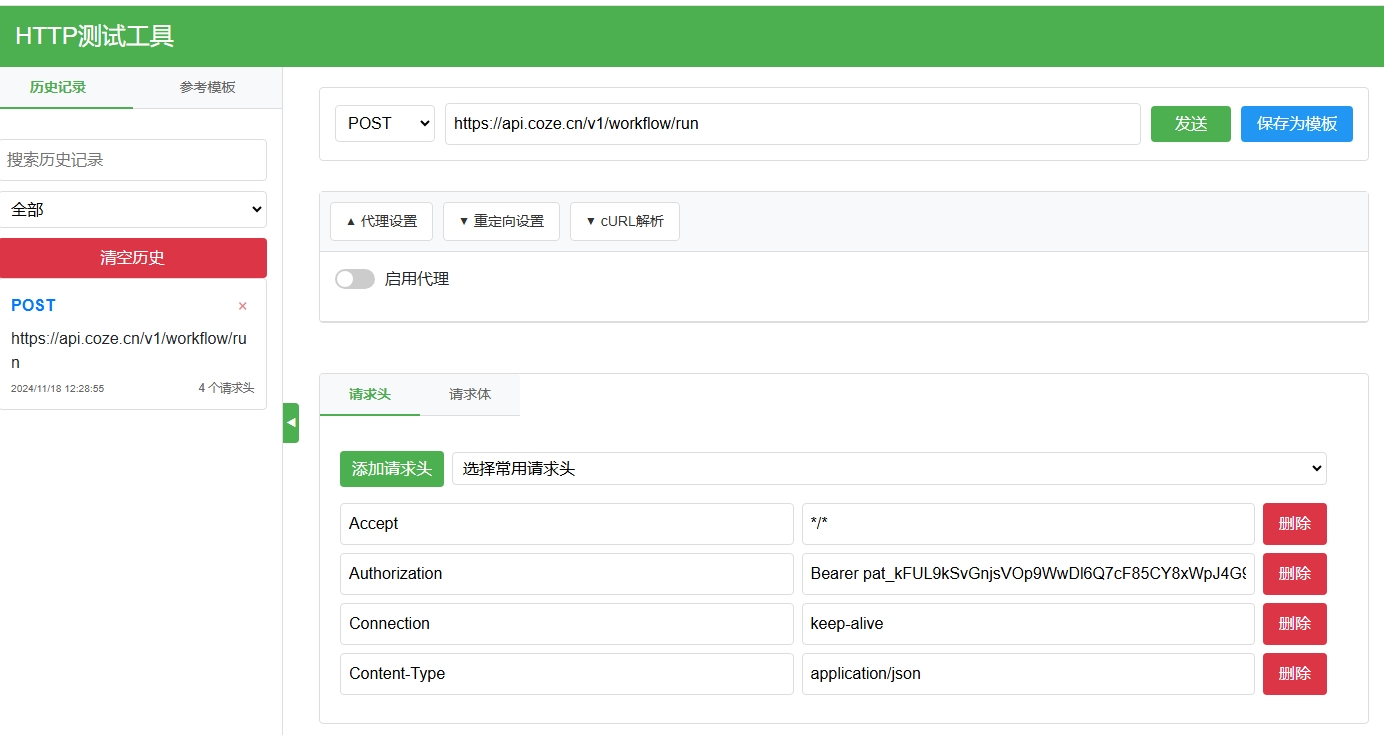 HTTP测试工具
历史记录
参考模板
搜索历史记录
全部
清空历史
POST
×
https://api.coze.cn/v1/workflow/ru
n
2024/11/18 12:28:55
4 个请求头
◀
POST
https://api.coze.cn/v1/workflow/run
发送
保存为模板
▲ 代理设置
▼ 重定向设置
▼ cURL解析
启用代理
请求头
请求体
添加请求头
选择常用请求头
Accept
*/*
删除
Authorization
Bearer pat_kFUL9kSvGnjsVOp9WwDl6Q7cF85CY8xWpJ4G9
删除
Connection
keep-alive
删除
Content-Type
application/json
删除